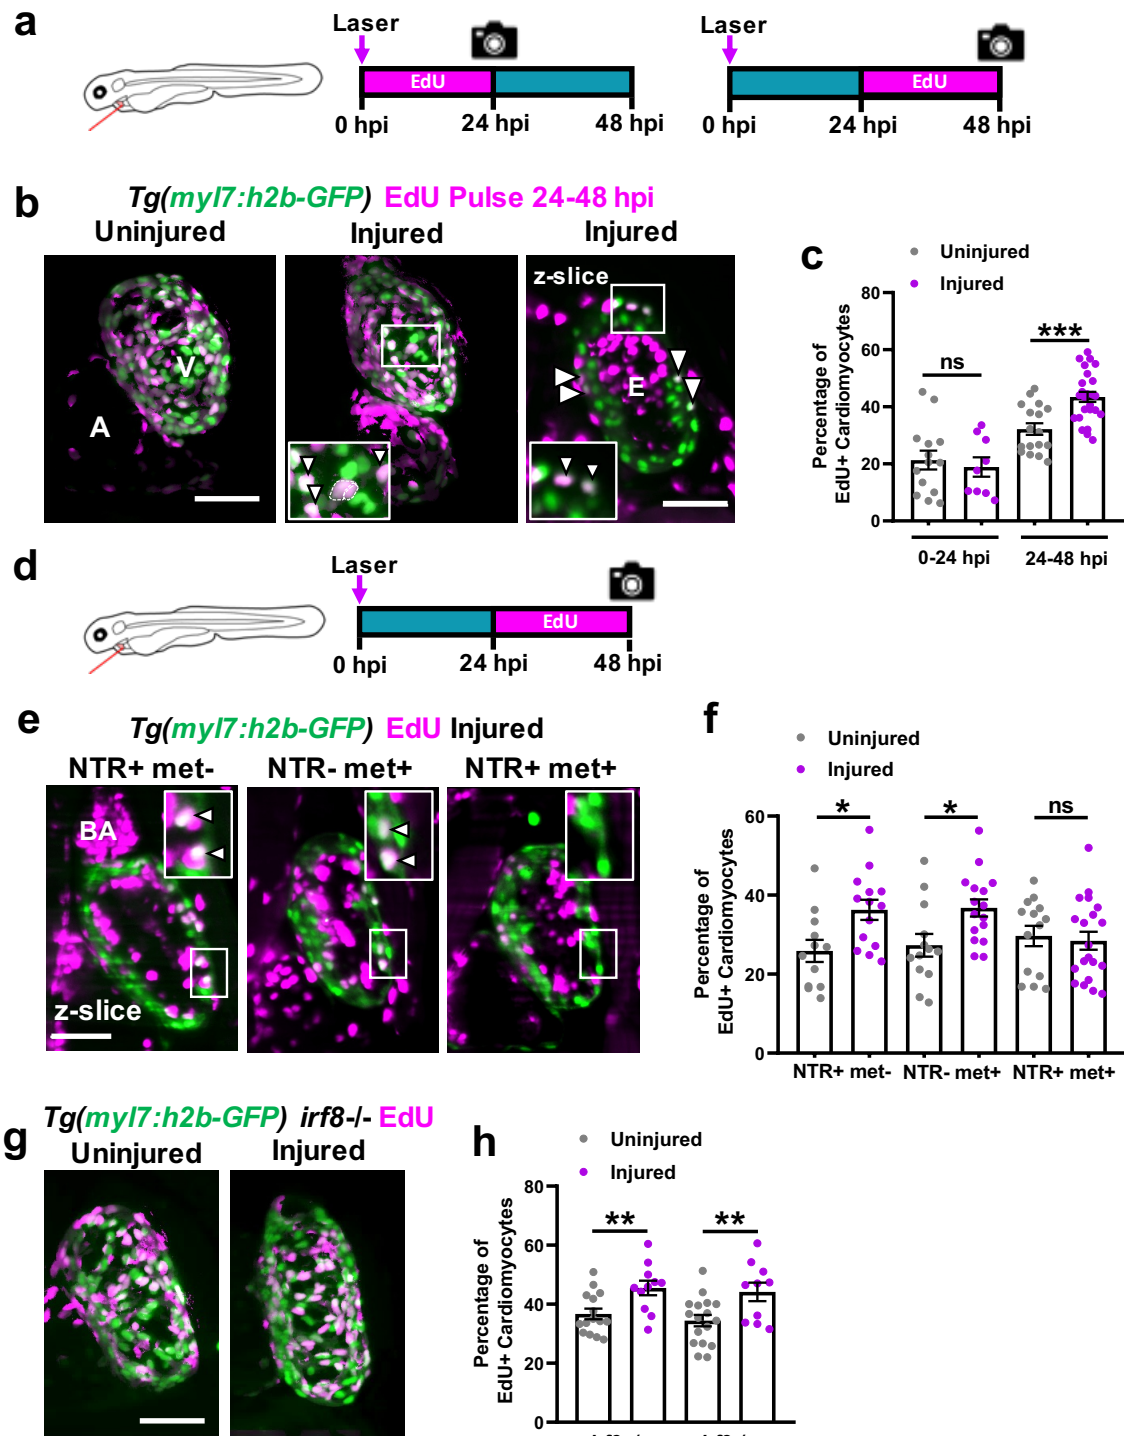 a
Laser
EdU
0 hpi 24 hpi 48 hpi
Laser
EdU
0 hpi 24 hpi 48 hpi
b
Tg(myl7:h2b-GFP) EdU Pulse 24-48 hpi
Uninjured Injured Injured
V
A
z-slice
E
c
Uninjured
Injured
Percentage of
EdU+ Cardiomyocytes
80
60
40
20
0
ns
***
0-24 hpi 24-48 hpi
d
Laser
EdU
0 hpi 24 hpi 48 hpi
e
Tg(myl7:h2b-GFP) EdU Injured
NTR+ met- NTR- met+ NTR+ met+
BA
z-slice
f
Uninjured
Injured
Percentage of
EdU+ Cardiomyocytes
60
40
20
0
* * ns
NTR+ met- NTR- met+ NTR+ met+
g
Tg(myl7:h2b-GFP) irf8-/- EdU
Uninjured Injured
h
Uninjured
Injured
Percentage of
EdU+ Cardiomyocytes
80
60
40
20
0
** **